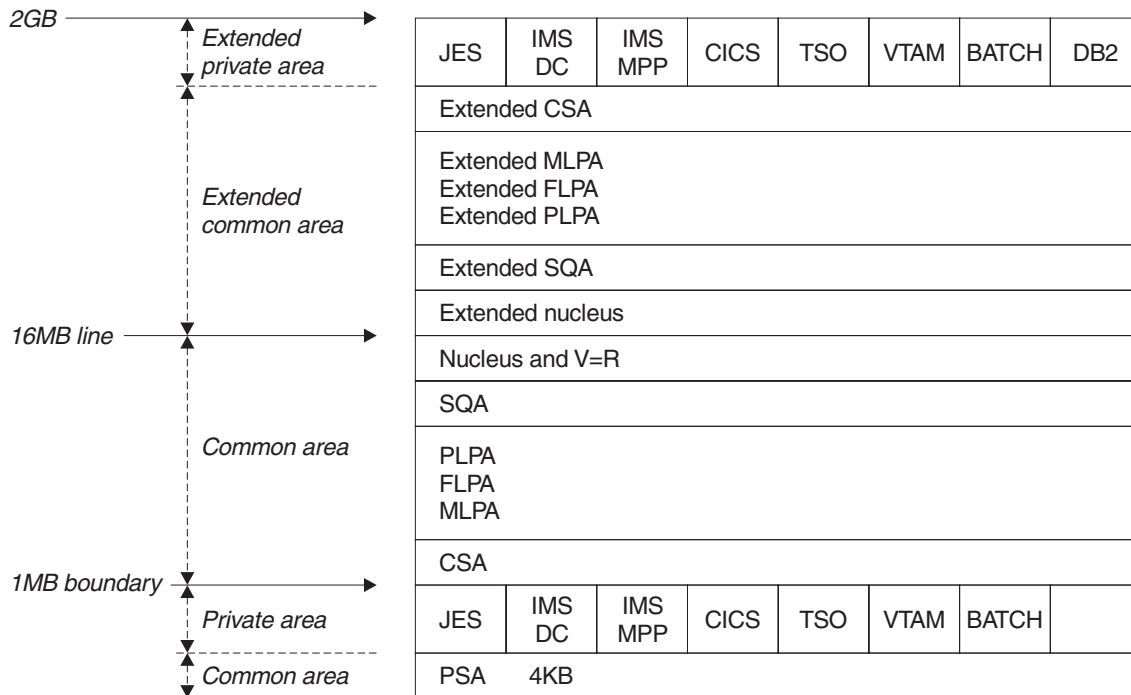 2GB
Extended
private area
JES
IMS
DC
IMS
MPP
CICS
TSO
VTAM
BATCH
DB2
Extended CSA
Extended
common area
Extended MLPA
Extended FLPA
Extended PLPA
Extended SQA
Extended nucleus
16MB line
Nucleus and V=R
SQA
Common area
PLPA
FLPA
MLPA
CSA
1MB boundary
Private area
JES
IMS
DC
IMS
MPP
CICS
TSO
VTAM
BATCH
Common area
PSA 4KB